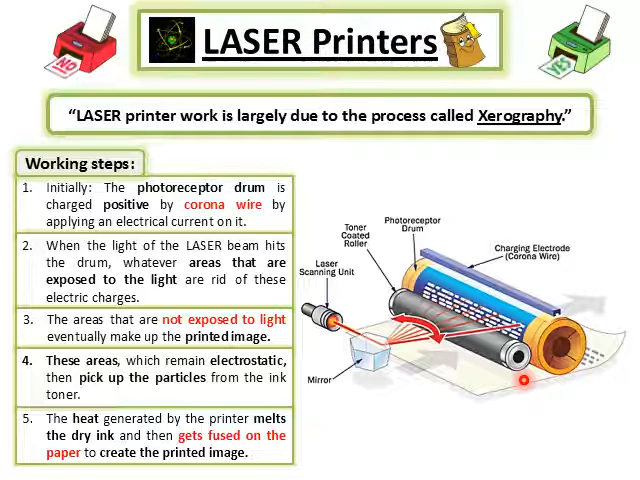 NO
LASER Printers
YES
“LASER printer work is largely due to the process called Xerography.”
Working steps:
1. Initially: The photoreceptor drum is
charged positive by corona wire by
applying an electrical current on it.
2. When the light of the LASER beam hits
the drum, whatever areas that are
exposed to the light are rid of these
electric charges.
3. The areas that are not exposed to light
eventually make up the printed image.
4. These areas, which remain electrostatic,
then pick up the particles from the ink
toner.
5. The heat generated by the printer melts
the dry ink and then gets fused on the
paper to create the printed image.
Toner
Coated
Roller
Photoreceptor
Drum
Charging Electrode
(Corona Wire)
Laser
Scanning Unit
Mirror